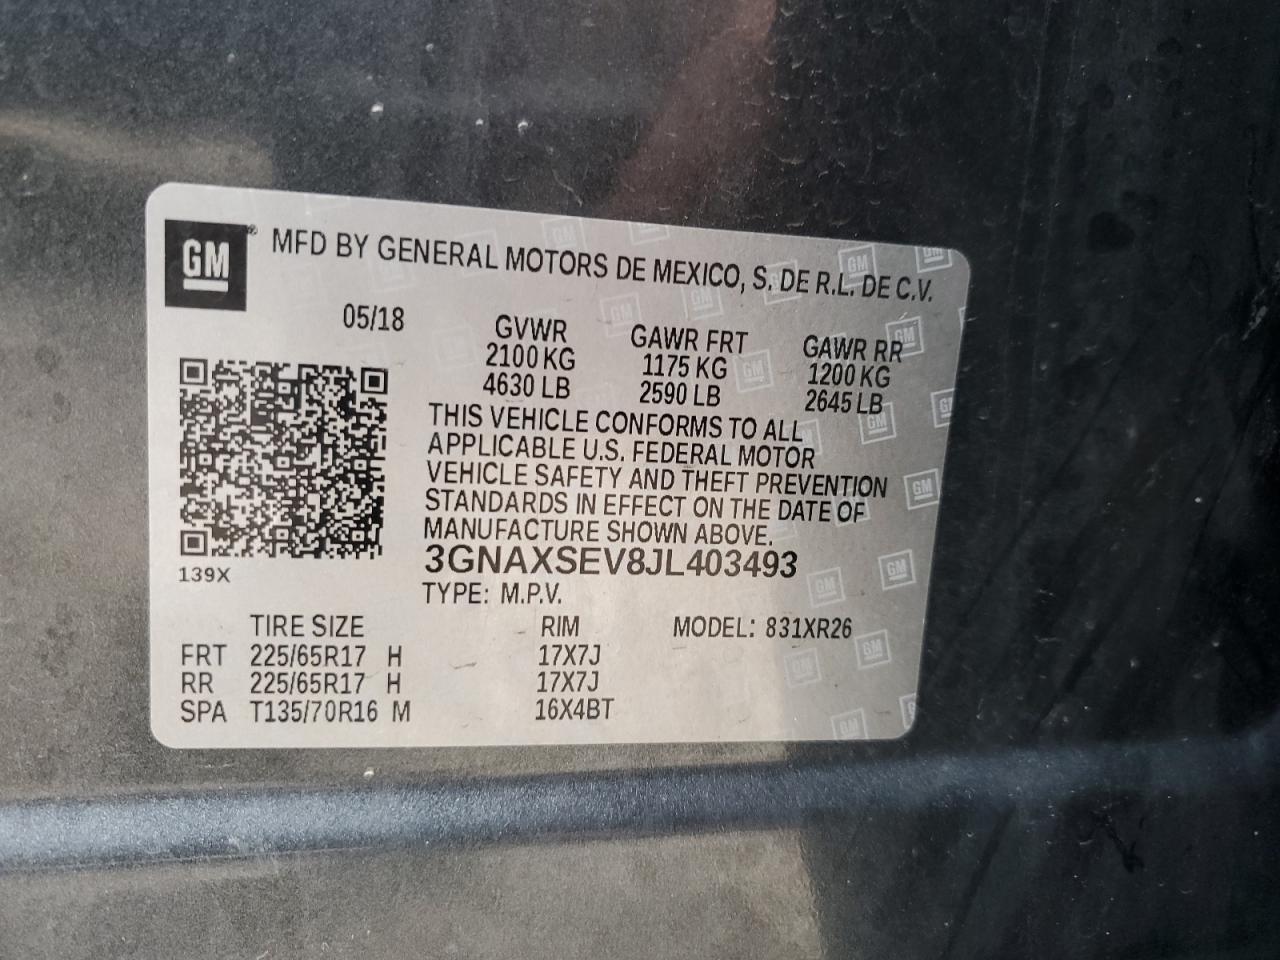 GM® MFD BY GENERAL MOTORS DE MEXICO, S. DE R.L. DE C.V.
05/18
GVWR GAWR FRT GAWR RR
2100 KG 1175 KG 1200 KG
4630 LB 2590 LB 2645 LB
THIS VEHICLE CONFORMS TO ALL
APPLICABLE U.S. FEDERAL MOTOR
VEHICLE SAFETY AND THEFT PREVENTION
STANDARDS IN EFFECT ON THE DATE OF
MANUFACTURE SHOWN ABOVE.
3GNAXSEV8JL403493
139X
TYPE: M.P.V.
TIRE SIZE RIM MODEL: 831XR26
FRT 225/65R17 H 17X7J
RR 225/65R17 H 17X7J
SPA T135/70R16 M 16X4BT